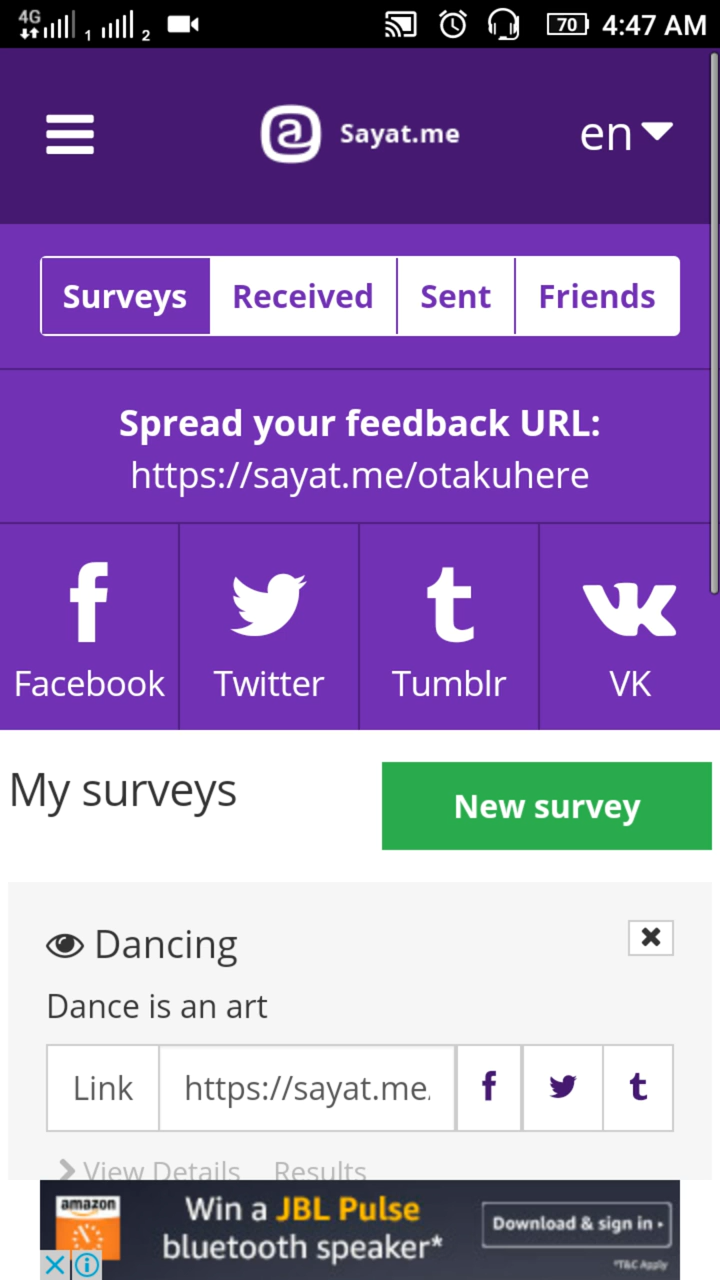 4G 1 2 70 4:47 AM
Sayat.me en
Surveys Received Sent Friends
Spread your feedback URL:
https://sayat.me/otakuhere
Facebook Twitter Tumblr VK
My surveys New survey
Dancing
Dance is an art
Link https://sayat.me/
View Details Results
amazon
Win a JBL Pulse
bluetooth speaker*
Download & sign in
*T&C Apply